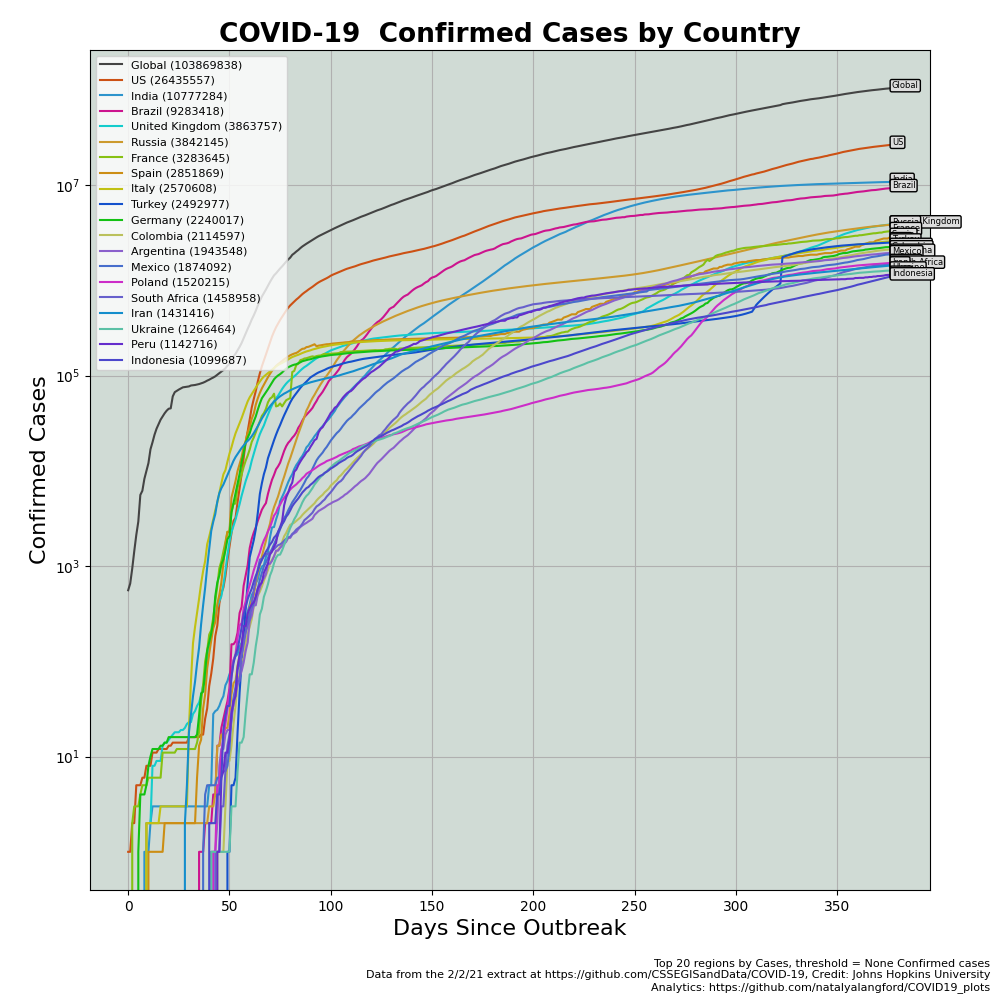 COVID-19  Confirmed Cases by Country
Global (103869838)
US (26435557)
India (10777284)
Brazil (9283418)
United Kingdom (3863757)
Russia (3842145)
France (3283645)
Spain (2851869)
Italy (2570608)
Turkey (2492977)
Germany (2240017)
Colombia (2114597)
Argentina (1943548)
Mexico (1874092)
Poland (1520215)
South Africa (1458958)
Iran (1431416)
Ukraine (1266464)
Peru (1142716)
Indonesia (1099687)
Global
US
India
Brazil
Russia Kingdom
France
Mexico
Africa
Indonesia
Confirmed Cases
10⁷
10⁵
10³
10¹
0 50 100 150 200 250 300 350
Days Since Outbreak
Top 20 regions by Cases, threshold = None Confirmed cases
Data from the 2/2/21 extract at https://github.com/CSSEGISandData/COVID-19, Credit: Johns Hopkins University
Analytics: https://github.com/natalyalangford/COVID19_plots